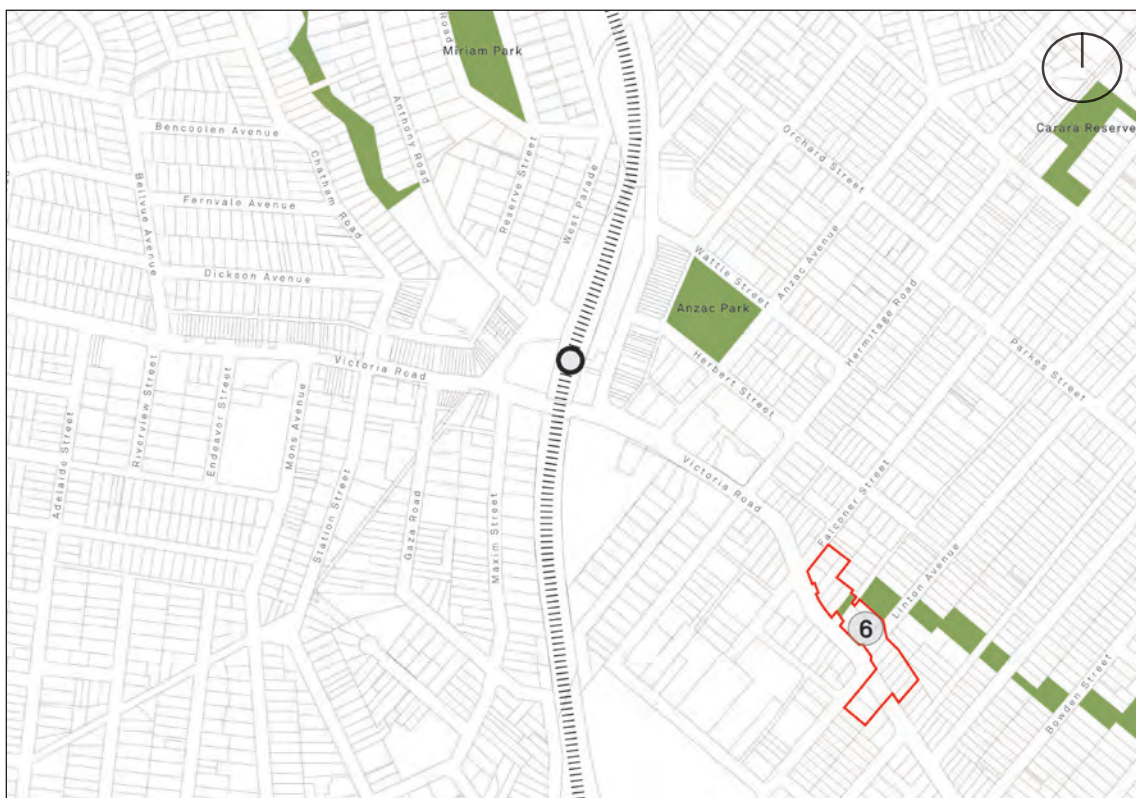 Road
Miriam Park
Carara Reserve
Bencoolen Avenue
Anthony Road
Orchard Street
Chatham Road
Reserve Street
West Parade
Bellvue Avenue
Fernvale Avenue
Wattle Street
Anzac Avenue
Dickson Avenue
Anzac Park
Hermitage Road
Parkes Street
Victoria Road
Herbert Street
Riverview Street
Endeavor Street
Mons Avenue
Adelaide Street
Victoria Road
Station Street
Gaza Road
Maxim Street
Falconer Street
Linton Avenue
6
Bowden Street